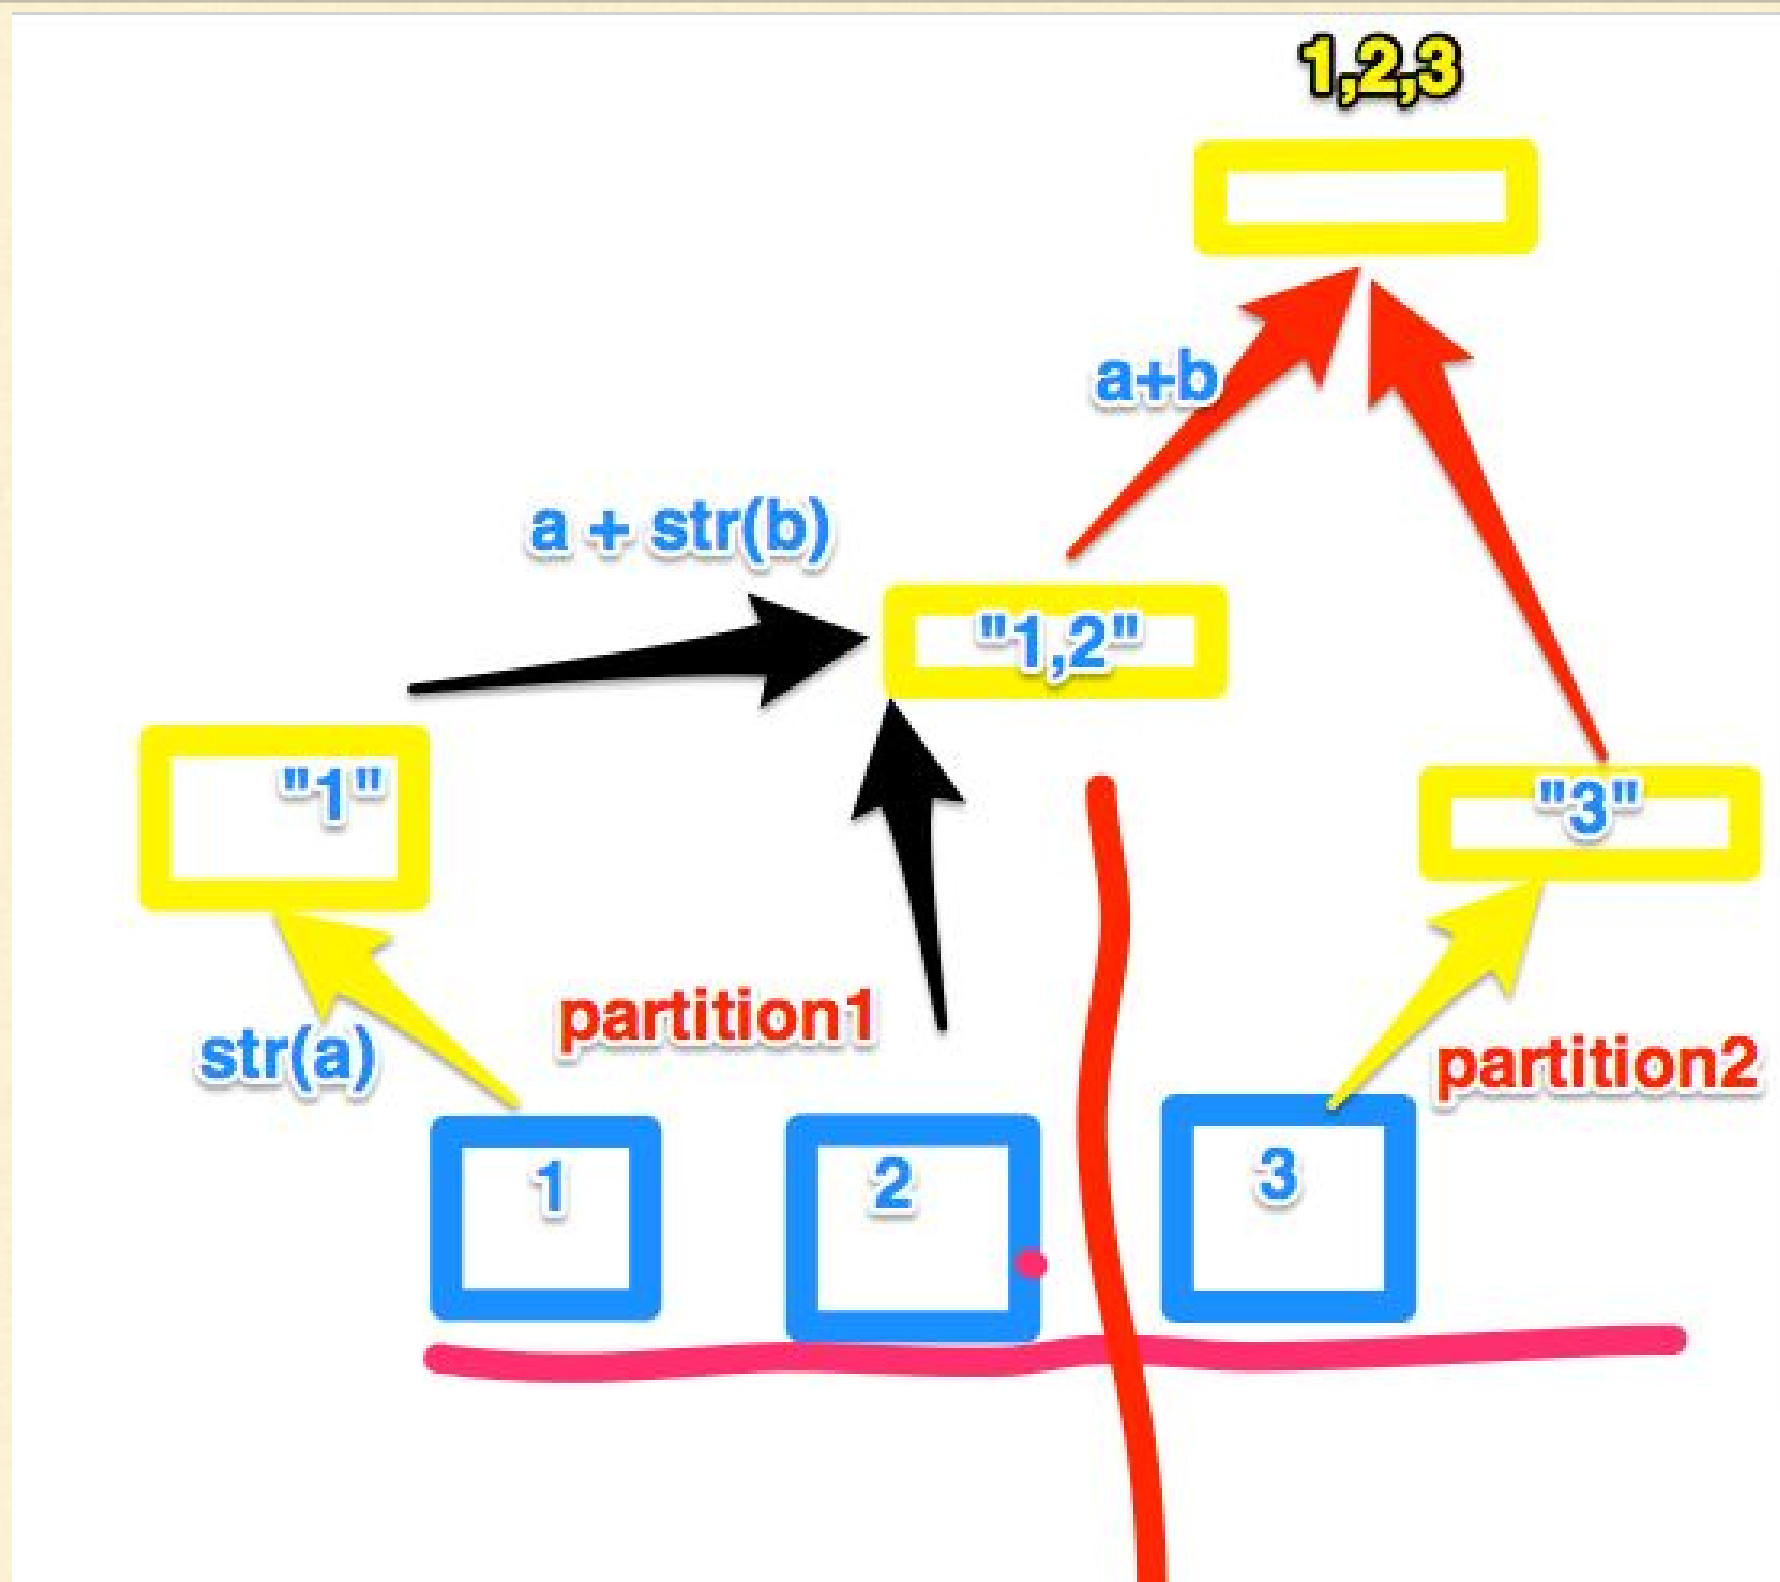 1,2,3
a+b
a + str(b)
"1,2"
"1"
"3"
partition1
str(a)
partition2
1
2
3